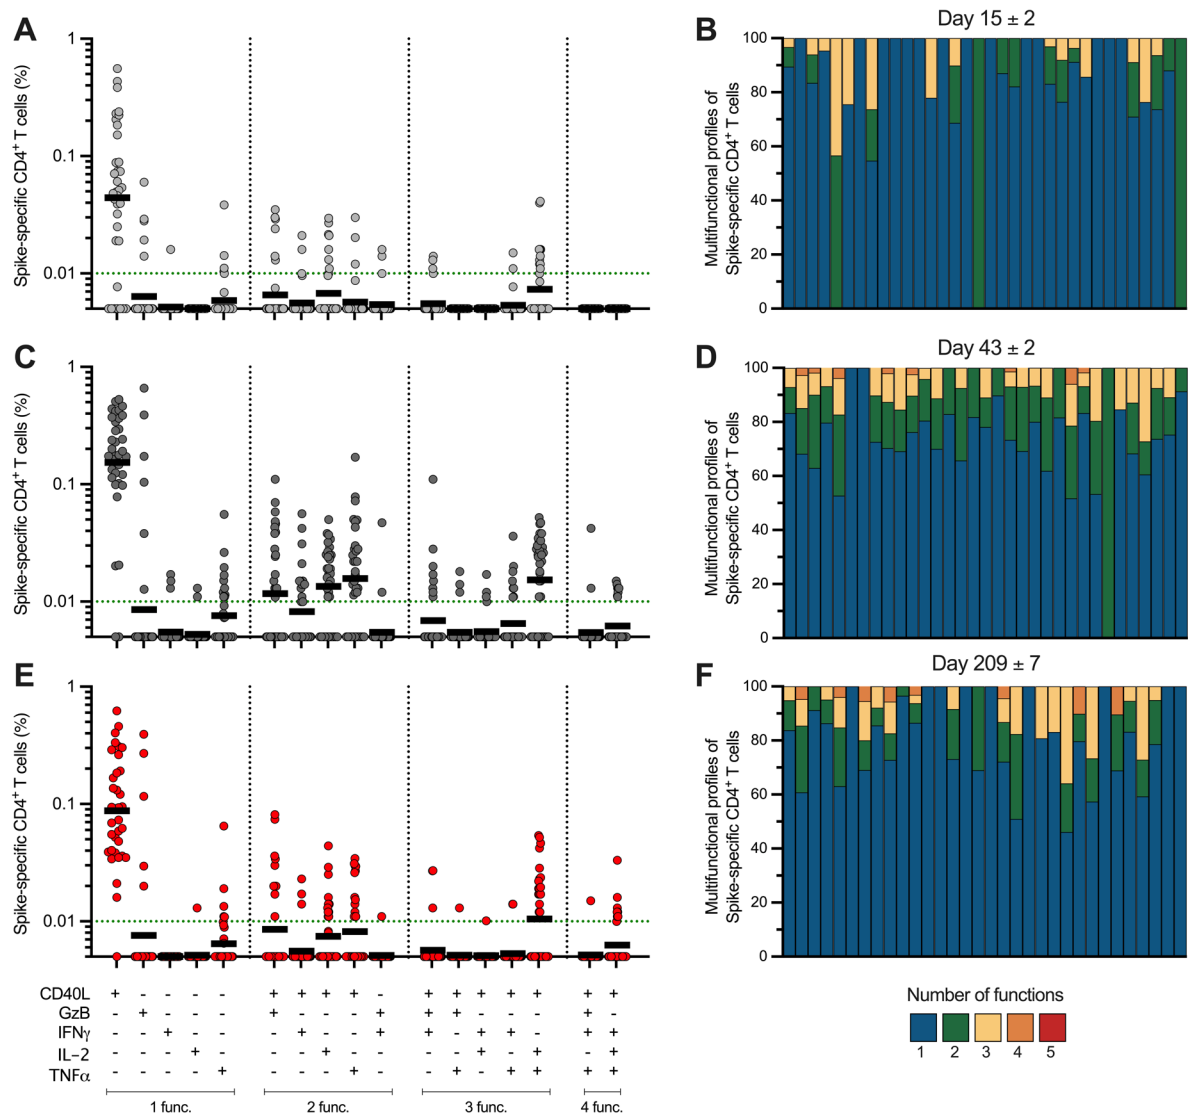 A
Spike-specific CD4⁺ T cells (%)
1
0.1
0.01
B
Day 15 ± 2
Multifunctional profiles of
Spike-specific CD4⁺ T cells
100
80
60
40
20
0
C
Spike-specific CD4⁺ T cells (%)
1
0.1
0.01
D
Day 43 ± 2
Multifunctional profiles of
Spike-specific CD4⁺ T cells
100
80
60
40
20
0
E
Spike-specific CD4⁺ T cells (%)
1
0.1
0.01
F
Day 209 ± 7
Multifunctional profiles of
Spike-specific CD4⁺ T cells
100
80
60
40
20
0
CD40L + - - - - + + + + - + + + + + + +
GzB - + - - - + - - - + + + - - - + -
IFNγ - - + - - - + - - + + - + + - + +
IL-2 - - - + - - - + - - - - + - + - +
TNFα - - - - + - - - + - - + - + + + +
1 func. 2 func. 3 func. 4 func.
Number of functions
1 2 3 4 5